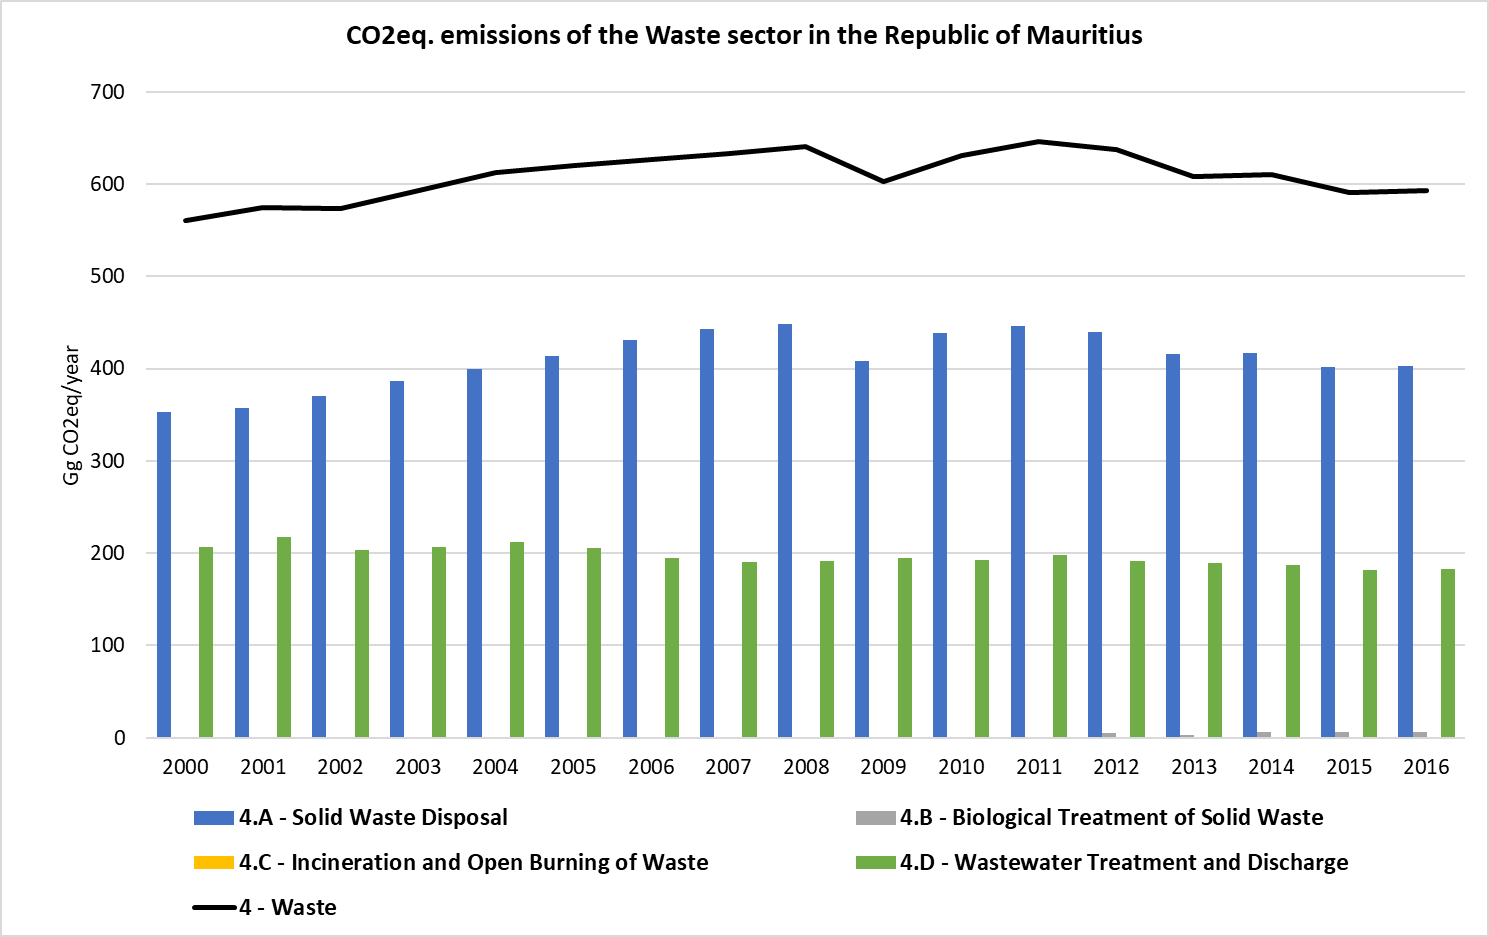 CO2eq. emissions of the Waste sector in the Republic of Mauritius
700
600
500
400
300
200
100
0
Gg CO2eq/year
2000 2001 2002 2003 2004 2005 2006 2007 2008 2009 2010 2011 2012 2013 2014 2015 2016
4.A - Solid Waste Disposal
4.B - Biological Treatment of Solid Waste
4.C - Incineration and Open Burning of Waste
4.D - Wastewater Treatment and Discharge
4 - Waste